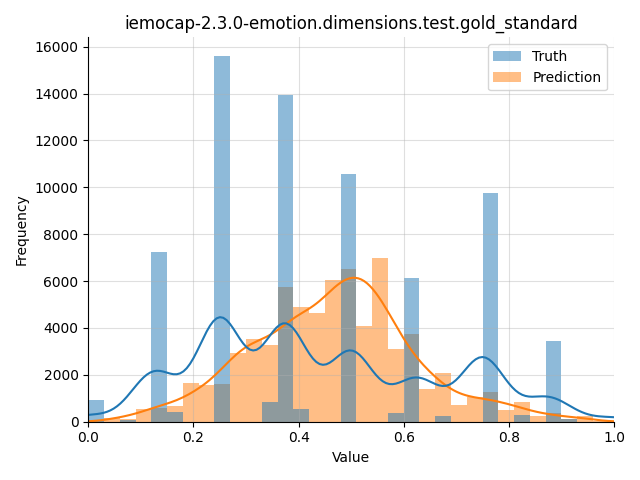 iemocap-2.3.0-emotion.dimensions.test.gold_standard
Truth
Prediction
Frequency
16000
14000
12000
10000
8000
6000
4000
2000
0
0.0 0.2 0.4 0.6 0.8 1.0
Value